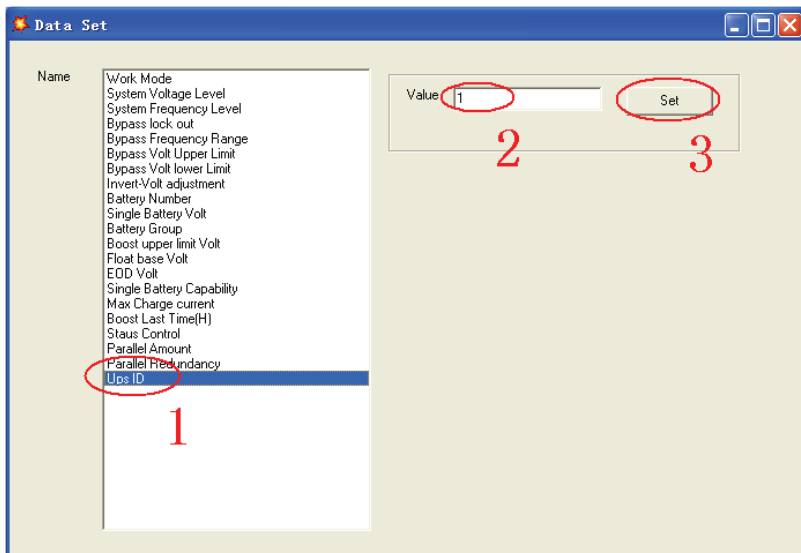 Data Set
Name
Work Mode
System Voltage Level
System Frequency Level
Bypass lock out
Bypass Frequency Range
Bypass Volt Upper Limit
Bypass Volt lower Limit
Invert-Volt adjustment
Battery Number
Single Battery Volt
Battery Group
Boost upper limit Volt
Float base Volt
EOD Volt
Single Battery Capability
Max Charge current
Boost Last Time(H)
Staus Control
Parallel Amount
Parallel Redundancy
Ups ID
1
Value 1 Set
2 3